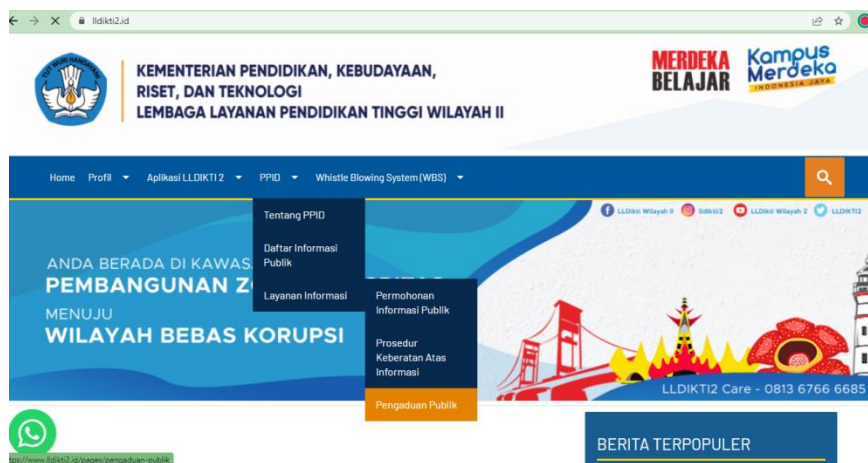 lldikti2.id
KEMENTERIAN PENDIDIKAN, KEBUDAYAAN,
RISET, DAN TEKNOLOGI
LEMBAGA LAYANAN PENDIDIKAN TINGGI WILAYAH II
MERDEKA
BELAJAR
Kampus
Merdeka
INDONESIA JAYA
Home Profil Aplikasi LLDIKTI 2 PPID Whistle Blowing System (WBS)
LLDikti Wilayah II lldikti2 LLDikti Wilayah 2 LLDIKTI2
Tentang PPID
Daftar Informasi
Publik
Layanan Informasi
Permohonan
Informasi Publik
Prosedur
Keberatan Atas
Informasi
Pengaduan Publik
ANDA BERADA DI KAWAS
PEMBANGUNAN Z
MENUJU
WILAYAH BEBAS KORUPSI
LLDIKTI2 Care - 0813 6766 6685
BERITA TERPOPULER
tps://www.lldikti2.id/pages/pengaduan-publik